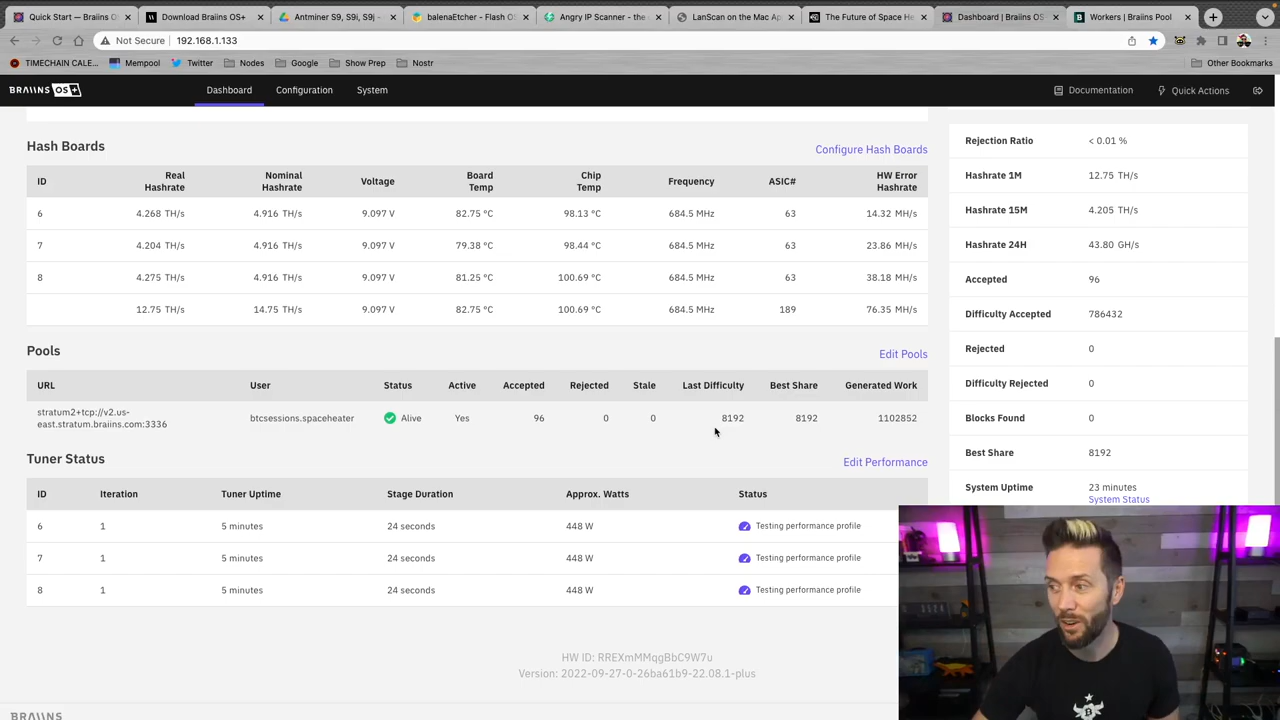 Quick Start — Braiins O:
Download Braiins OS+
Antminer S9, S9i, S9j -
balenaEtcher - Flash OS
Angry IP Scanner - the
LanScan on the Mac Ap
The Future of Space He
Dashboard | Braiins OS
Workers | Braiins Pool
Not Secure
192.168.1.133
TIMECHAIN CALE...
Mempool
Twitter
Nodes
Google
Show Prep
Nostr
Other Bookmarks
BRAIINS OS+
Dashboard
Configuration
System
Documentation
Quick Actions
Hash Boards
Configure Hash Boards
ID Real Hashrate Nominal Hashrate Voltage Board Temp Chip Temp Frequency ASIC# HW Error Hashrate
6 4.268 TH/s 4.916 TH/s 9.097 V 82.75 °C 98.13 °C 684.5 MHz 63 14.32 MH/s
7 4.204 TH/s 4.916 TH/s 9.097 V 79.38 °C 98.44 °C 684.5 MHz 63 23.86 MH/s
8 4.275 TH/s 4.916 TH/s 9.097 V 81.25 °C 100.69 °C 684.5 MHz 63 38.18 MH/s
12.75 TH/s 14.75 TH/s 9.097 V 82.75 °C 100.69 °C 684.5 MHz 189 76.35 MH/s
Pools
Edit Pools
URL User Status Active Accepted Rejected Stale Last Difficulty Best Share Generated Work
stratum2+tcp://v2.us-
east.stratum.braiins.com:3336
btcsessions.spaceheater Alive Yes 96 0 0 8192 8192 1102852
Tuner Status
Edit Performance
ID Iteration Tuner Uptime Stage Duration Approx. Watts Status
6 1 5 minutes 24 seconds 448 W Testing performance profile
7 1 5 minutes 24 seconds 448 W Testing performance profile
8 1 5 minutes 24 seconds 448 W Testing performance profile
HW ID: RREXmMMqgBbC9W7u
Version: 2022-09-27-0-26ba61b9-22.08.1-plus
BRAIINS
Rejection Ratio < 0.01 %
Hashrate 1M 12.75 TH/s
Hashrate 15M 4.205 TH/s
Hashrate 24H 43.80 GH/s
Accepted 96
Difficulty Accepted 786432
Rejected 0
Difficulty Rejected 0
Blocks Found 0
Best Share 8192
System Uptime 23 minutes
System Status